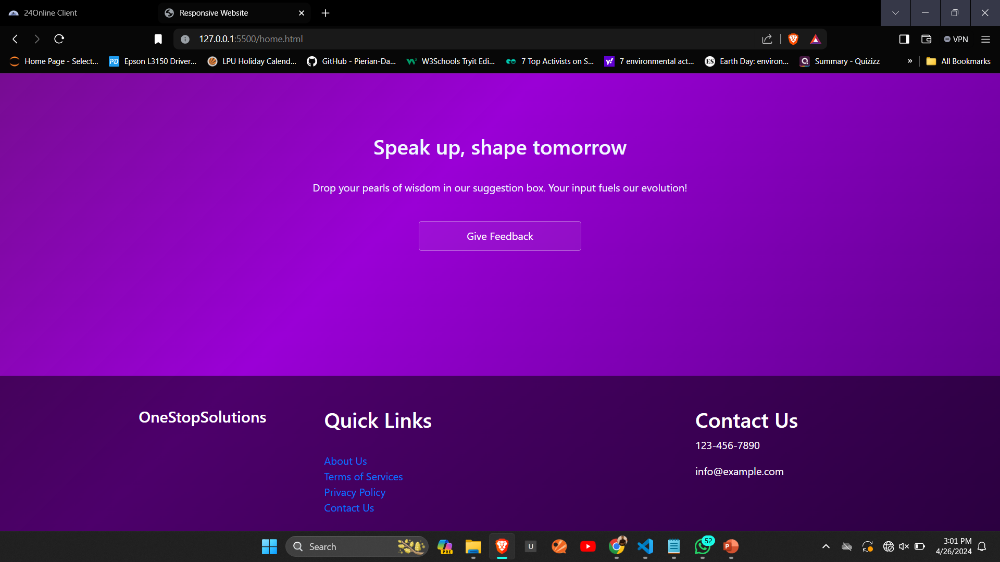 24Online Client
Responsive Website
127.0.0.1:5500/home.html
VPN
Home Page - Select...
PD
Epson L3150 Driver...
LPU Holiday Calend...
GitHub - Pierian-Da...
W3Schools Tryit Edi...
7 Top Activists on S...
y!
7 environmental act...
ES
Earth Day: environ...
Summary - Quizizz
»
All Bookmarks
Speak up, shape tomorrow
Drop your pearls of wisdom in our suggestion box. Your input fuels our evolution!
Give Feedback
OneStopSolutions
Quick Links
About Us
Terms of Services
Privacy Policy
Contact Us
Contact Us
123-456-7890
info@example.com
Search
PRE
U
52
P
3:01 PM
4/26/2024